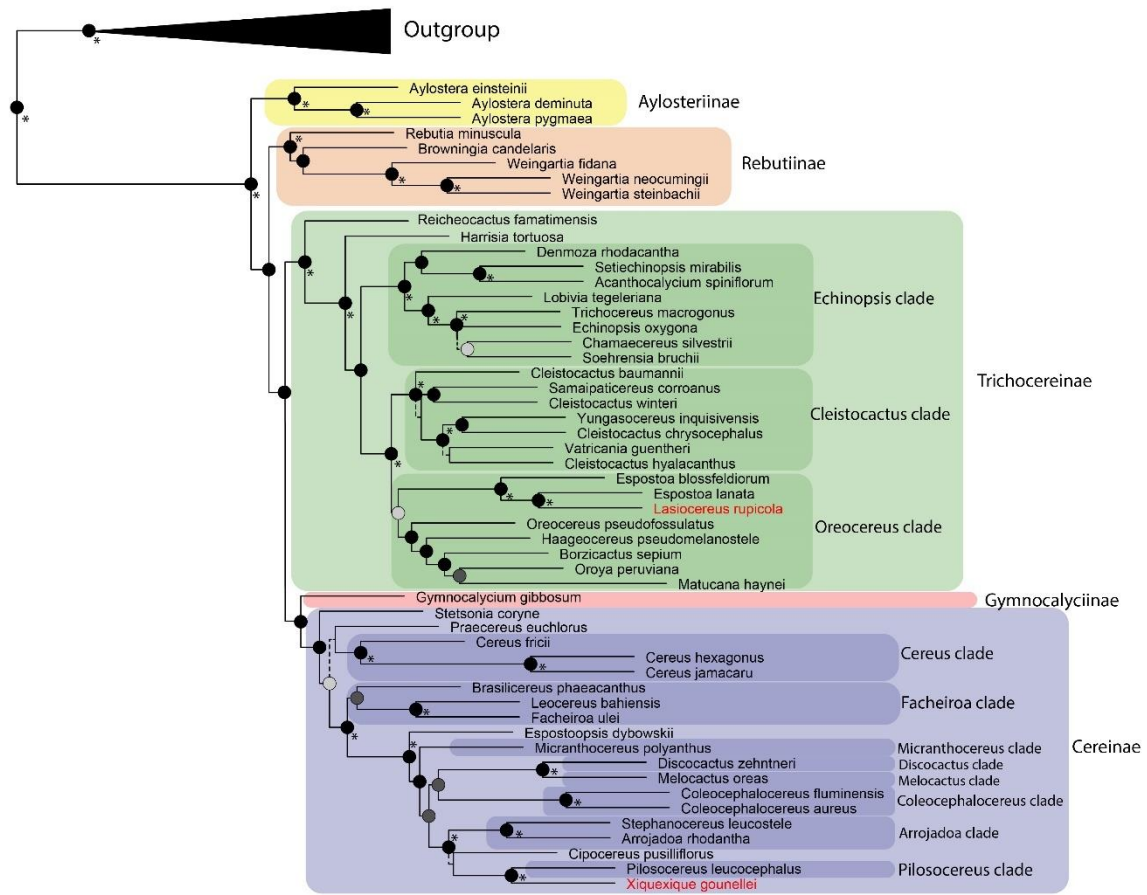 Outgroup
*
*
Aylostera einsteinii
Aylostera deminuta
Aylostera pygmaea
Aylosteriinae
*
*
*
Rebutia minuscula
Browningia candelaris
Weingartia fidana
Weingartia neocumingii
Weingartia steinbachii
Rebutiinae
*
*
*
Reicheocactus famatimensis
Harrisia tortuosa
Denmoza rhodacantha
Setiechinopsis mirabilis
Acanthocalycium spiniflorum
Lobivia tegeleriana
Trichocereus macrogonus
Echinopsis oxygona
Chamaecereus silvestrii
Soehrensia bruchii
Echinopsis clade
*
*
*
*
*
*
Cleistocactus baumannii
Samaipaticereus corroanus
Cleistocactus winteri
Yungasocereus inquisivensis
Cleistocactus chrysocephalus
Vatricania guentheri
Cleistocactus hyalacanthus
Trichocereinae
Cleistocactus clade
*
*
*
Espostoa blossfeldiorum
Espostoa lanata
Lasiocereus rupicola
Oreocereus pseudofossulatus
Haageocereus pseudomelanostele
Borzicactus sepium
Oroya peruviana
Matucana haynei
Oreocereus clade
*
*
Gymnocalycium gibbosum
Gymnocalyciinae
Stetsonia coryne
Praecereus euchlorus
Cereus fricii
Cereus hexagonus
Cereus jamacaru
Cereus clade
*
*
*
Brasilicereus phaeacanthus
Leocereus bahiensis
Facheiroa ulei
Facheiroa clade
*
*
Espostoopsis dybowskii
Cereinae
Micranthocereus polyanthus
Micranthocereus clade
*
*
Discocactus zehntneri
Discocactus clade
*
Melocactus oreas
Melocactus clade
Coleocephalocereus fluminensis
Coleocephalocereus aureus
Coleocephalocereus clade
*
Stephanocereus leucostele
Arrojadoa rhodantha
Arrojadoa clade
*
*
Cipocereus pusilliflorus
Pilosocereus leucocephalus
Pilosocereus clade
*
Xiquexique gounellei